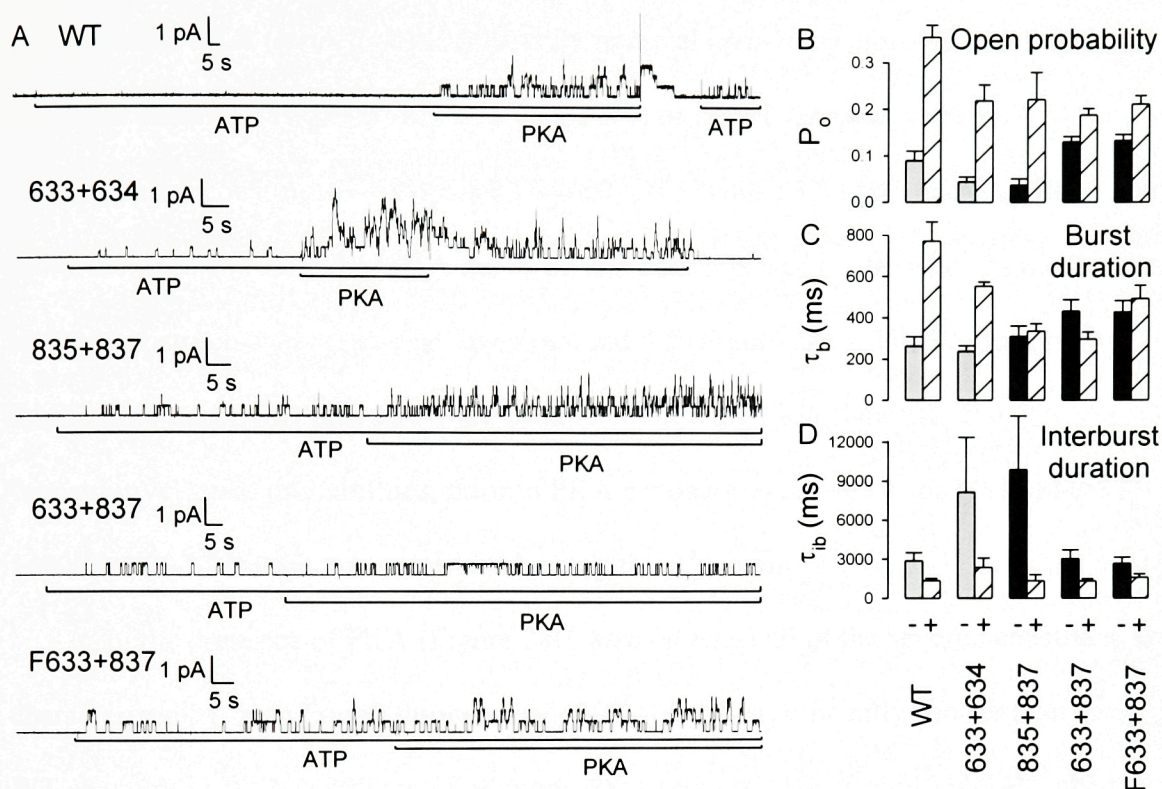 A WT 1 pA
5 s
ATP PKA ATP
633+634 1 pA
5 s
ATP PKA
835+837 1 pA
5 s
ATP PKA
633+837 1 pA
5 s
ATP PKA
F633+837 1 pA
5 s
ATP PKA
B Open probability
Po
0.3
0 2
0.1
0 0
C Burst
duration
τb (ms)
800
600
400
200
0
D Interburst
duration
τib (ms)
12000
9000
6000
3000
0
- + - + - + - + - +
WT
633+634
835+837
633+837
F633+837